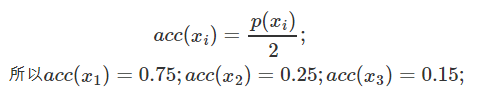 acc(x_i) = \frac{p(x_i)}{2};
所以acc(x_1) = 0.75; acc(x_2) = 0.25; acc(x_3) = 0.15;